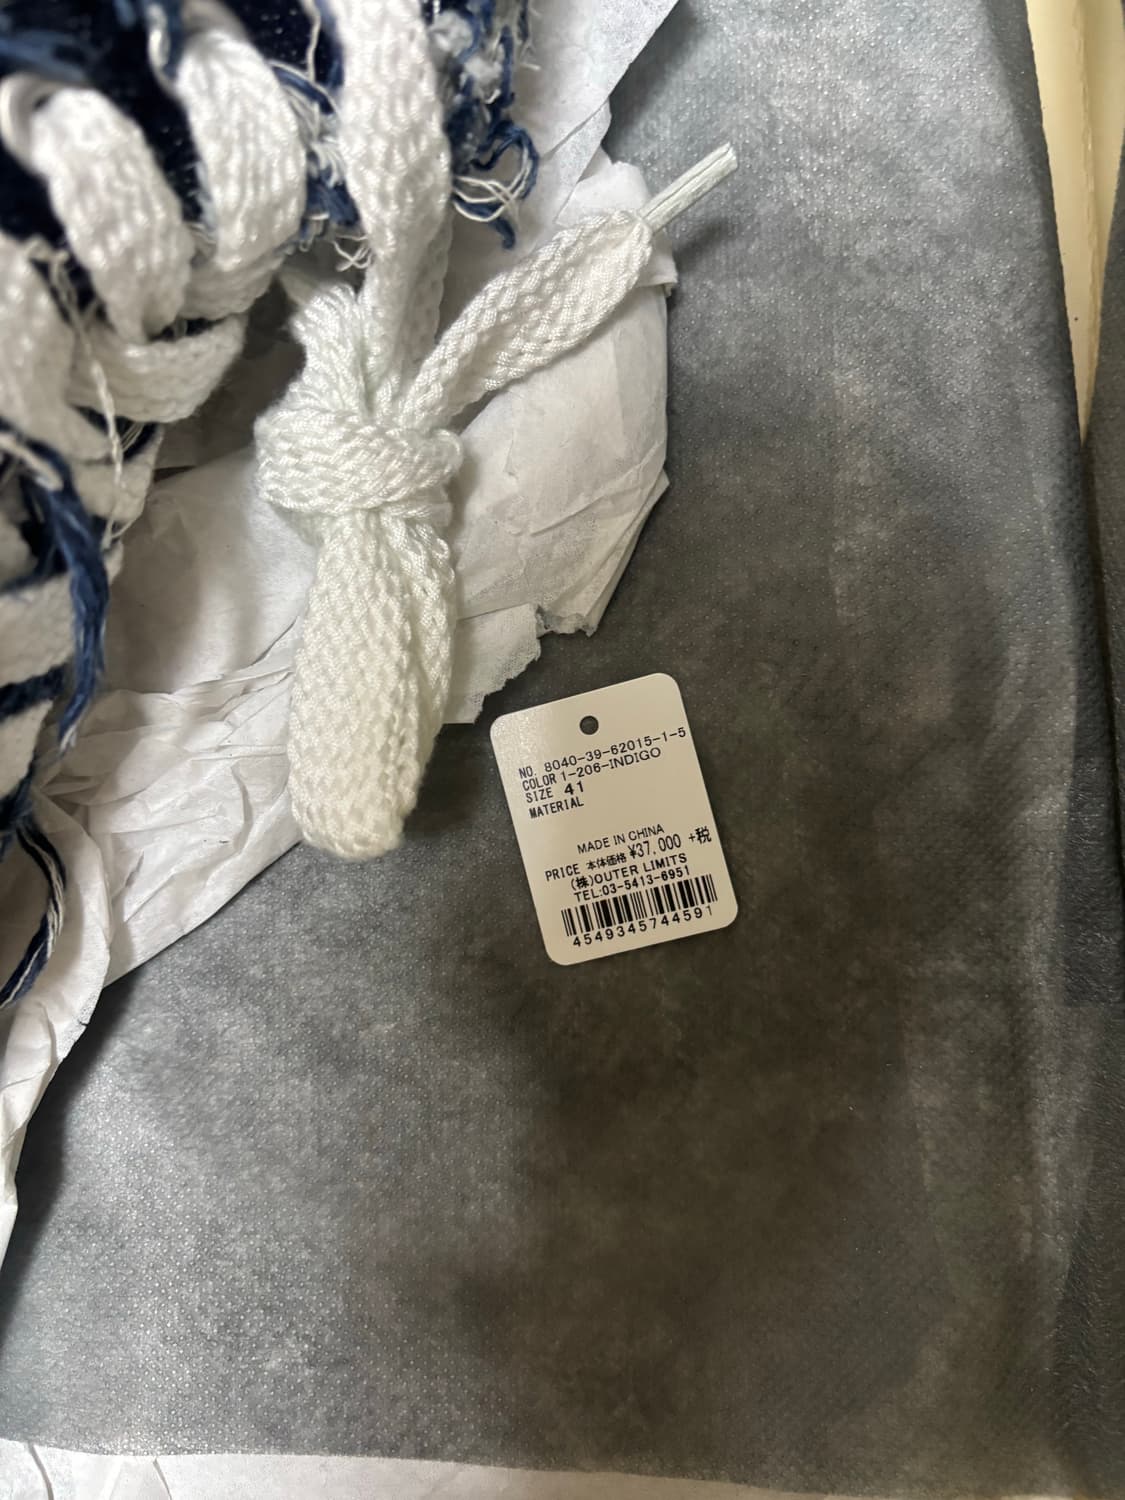 NO. 8040-39-62015-1-5
COLOR 1-206-INDIGO
SIZE 41
MATERIAL
MADE IN CHINA
PRICE 本体価格 ¥37,000 +税
(株)OUTER LIMITS
TEL:03-5413-6951
4549345744591